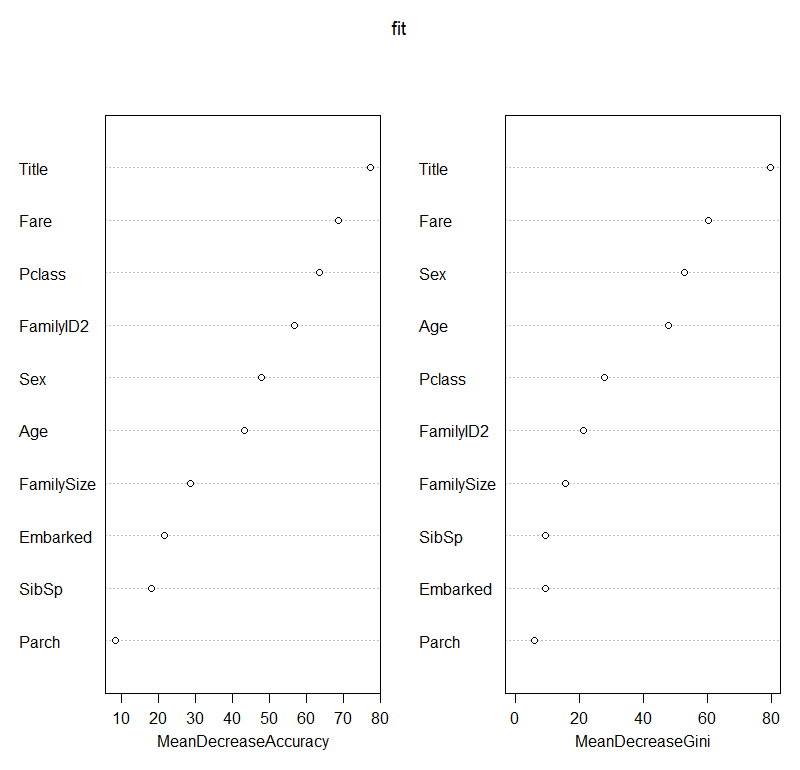 fit
Title
Fare
Pclass
FamilyID2
Sex
Age
FamilySize
Embarked
SibSp
Parch
10 20 30 40 50 60 70 80
MeanDecreaseAccuracy
Title
Fare
Sex
Age
Pclass
FamilyID2
FamilySize
SibSp
Embarked
Parch
0 20 40 60 80
MeanDecreaseGini